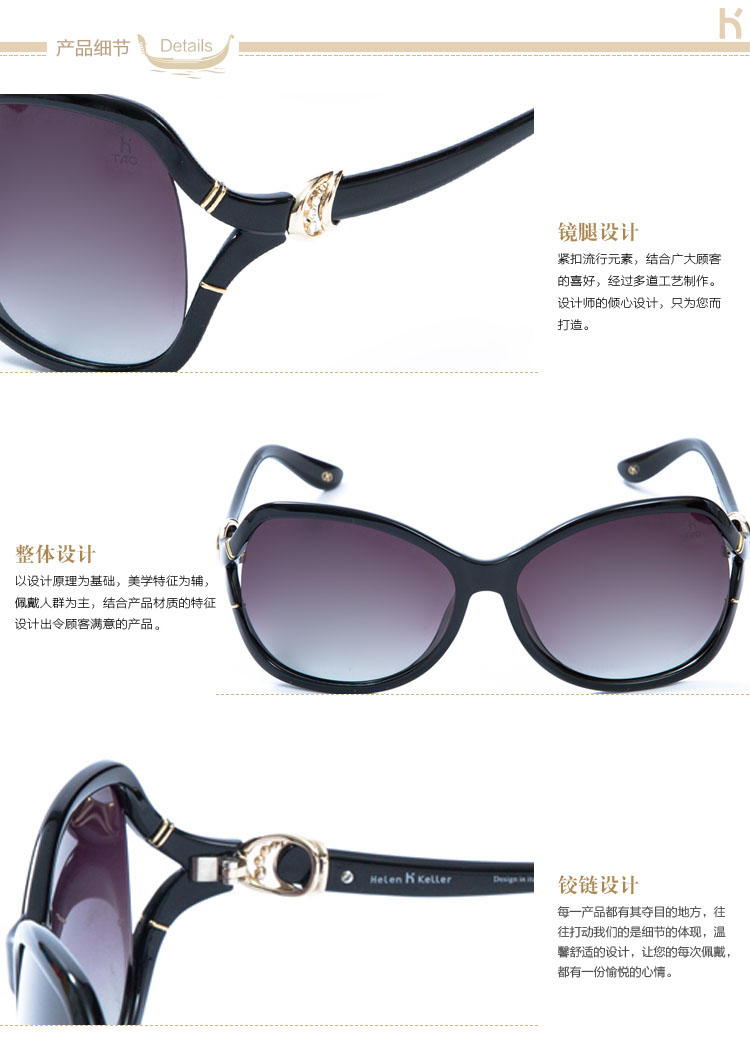 产品细节
Details
TAO
镜腿设计
紧扣流行元素，结合广大顾客
的喜好，经过多道工艺制作。
设计师的倾心设计，只为您而
打造。
整体设计
以设计原理为基础，美学特征为辅，
佩戴人群为主，结合产品材质的特征
设计出令顾客满意的产品。
Helen Keller
Design in
铰链设计
每一产品都有其夺目的地方，往
往打动我们的是细节的体现，温
馨舒适的设计，让您的每次佩戴，
都有一份愉悦的心情。